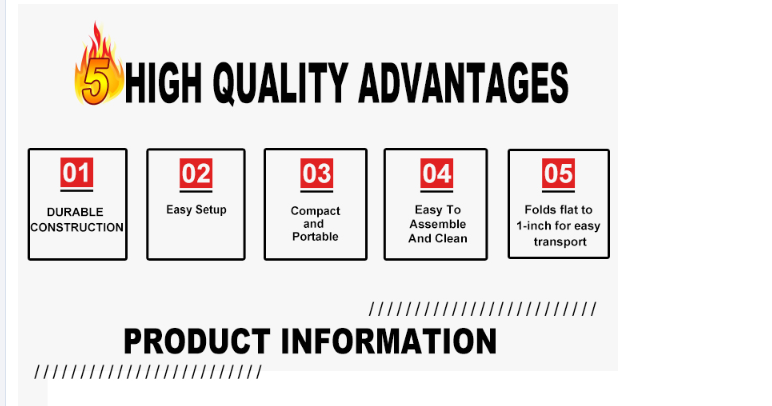 5 HIGH QUALITY ADVANTAGES
01
DURABLE
CONSTRUCTION
02
Easy Setup
03
Compact
and
Portable
04
Easy To
Assemble
And Clean
05
Folds flat to
1-inch for easy
transport
/////////////////////////
PRODUCT INFORMATION
/////////////////////////